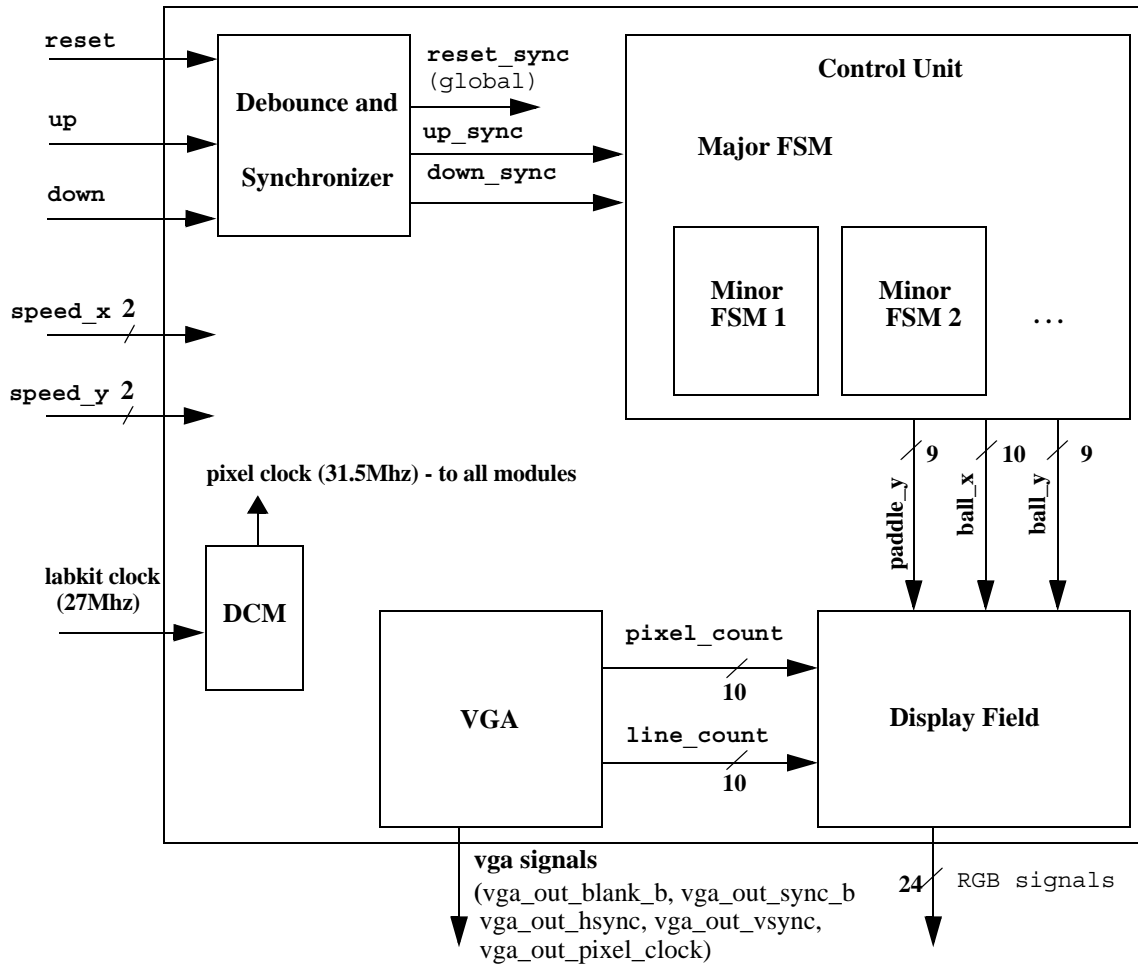 reset
up
down
speed_x 2
speed_y 2
labkit clock
(27Mhz)
Debounce and
Synchronizer
reset_sync
(global)
up_sync
down_sync
Control Unit
Major FSM
Minor
FSM 1
Minor
FSM 2
...
pixel clock (31.5Mhz) - to all modules
DCM
9
10
9
paddle_y
ball_x
ball_y
VGA
pixel_count
10
line_count
10
Display Field
vga signals
(vga_out_blank_b, vga_out_sync_b
vga_out_hsync, vga_out_vsync,
vga_out_pixel_clock)
24 RGB signals